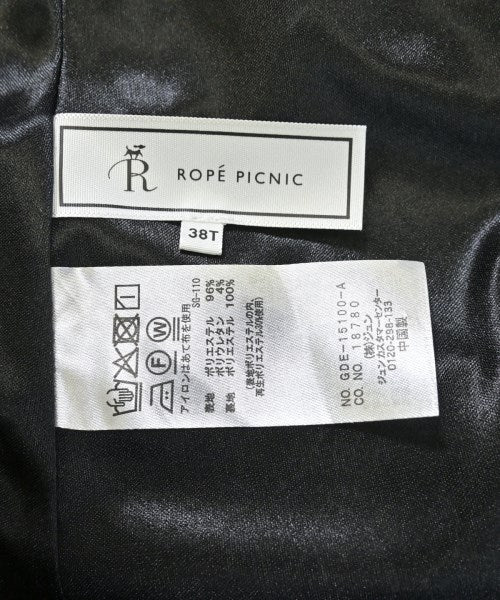 R
ROPÉ PICNIC
38T
アイロンはあて布を使用
SG-110
表地 ポリエステル 96%
ポリウレタン 4%
裏地 ポリエステル 100%
(表地ポリエステルの内、
再生ポリエステル30%使用)
NO. GDE-15100-A
CO. NO. 18780
(株)ジュン
ジュンカスタマーセンター
0120-298-133
中国製